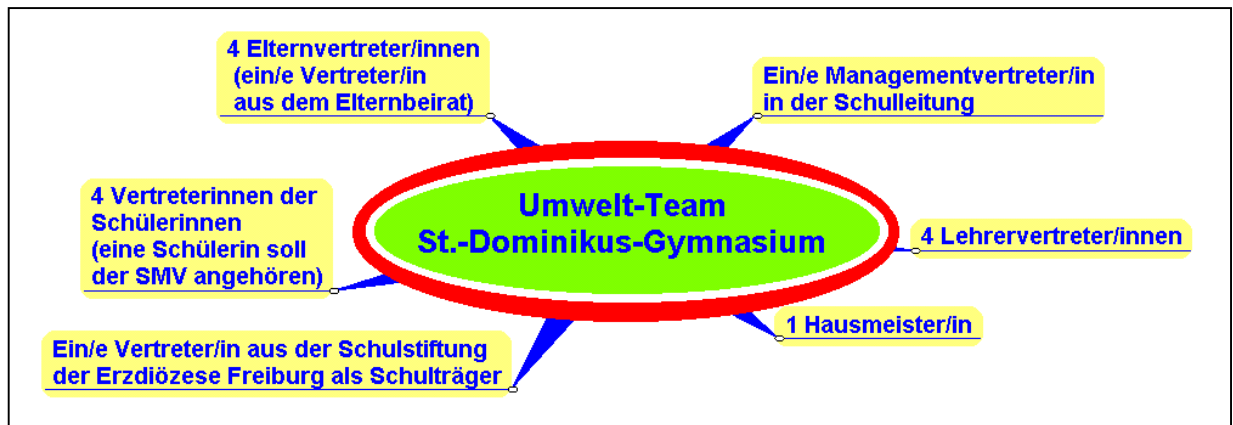 4 Elternvertreter/innen
(ein/e Vertreter/in
aus dem Elternbeirat)
Ein/e Managementvertreter/in
in der Schulleitung
4 Vertreterinnen der
Schülerinnen
(eine Schülerin soll
der SMV angehören)
Umwelt-Team
St.-Dominikus-Gymnasium
4 Lehrervertreter/innen
1 Hausmeister/in
Ein/e Vertreter/in aus der Schulstiftung
der Erzdiözese Freiburg als Schulträger